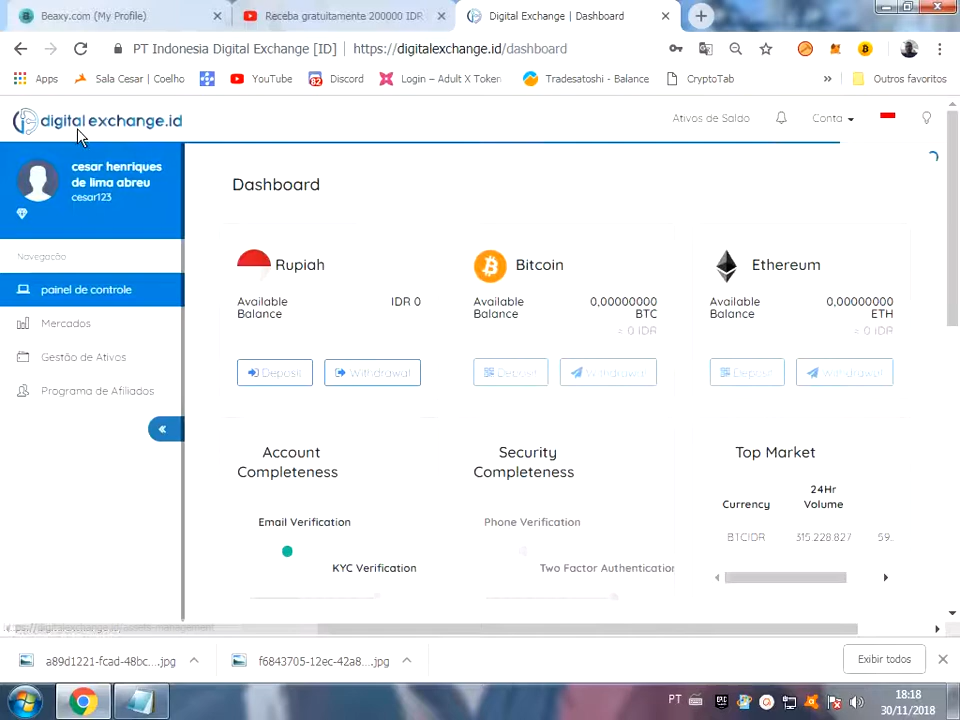 Beaxy.com (My Profile)
Receba gratuitamente 200000 IDR
Digital Exchange | Dashboard
PT Indonesia Digital Exchange [ID]
https://digitalexchange.id/dashboard
Apps
Sala Cesar | Coelho
YouTube
Discord
Login – Adult X Token
Tradesatoshi - Balance
CryptoTab
»
Outros favoritos
digitalexchange.id
Ativos de Saldo
Conta
cesar henriques
de lima abreu
cesar123
Navegacão
painel de controle
Mercados
Gestão de Ativos
Programa de Afiliados
Dashboard
Rupiah
Available
Balance
IDR 0
Deposit
Withdrawal
Bitcoin
Available
Balance
0,00000000
BTC
= 0 IDR
Deposit
Withdrawal
Ethereum
Available
Balance
0,00000000
ETH
= 0 IDR
Deposit
Withdrawal
Account
Completeness
Email Verification
KYC Verification
Security
Completeness
Phone Verification
Two Factor Authentication
Top Market
Currency
24Hr
Volume
BTCIDR
315.228.827
59..
a89d1221-fcad-48bc....jpg
f6843705-12ec-42a8....jpg
Exibir todos
PT
18:18
30/11/2018